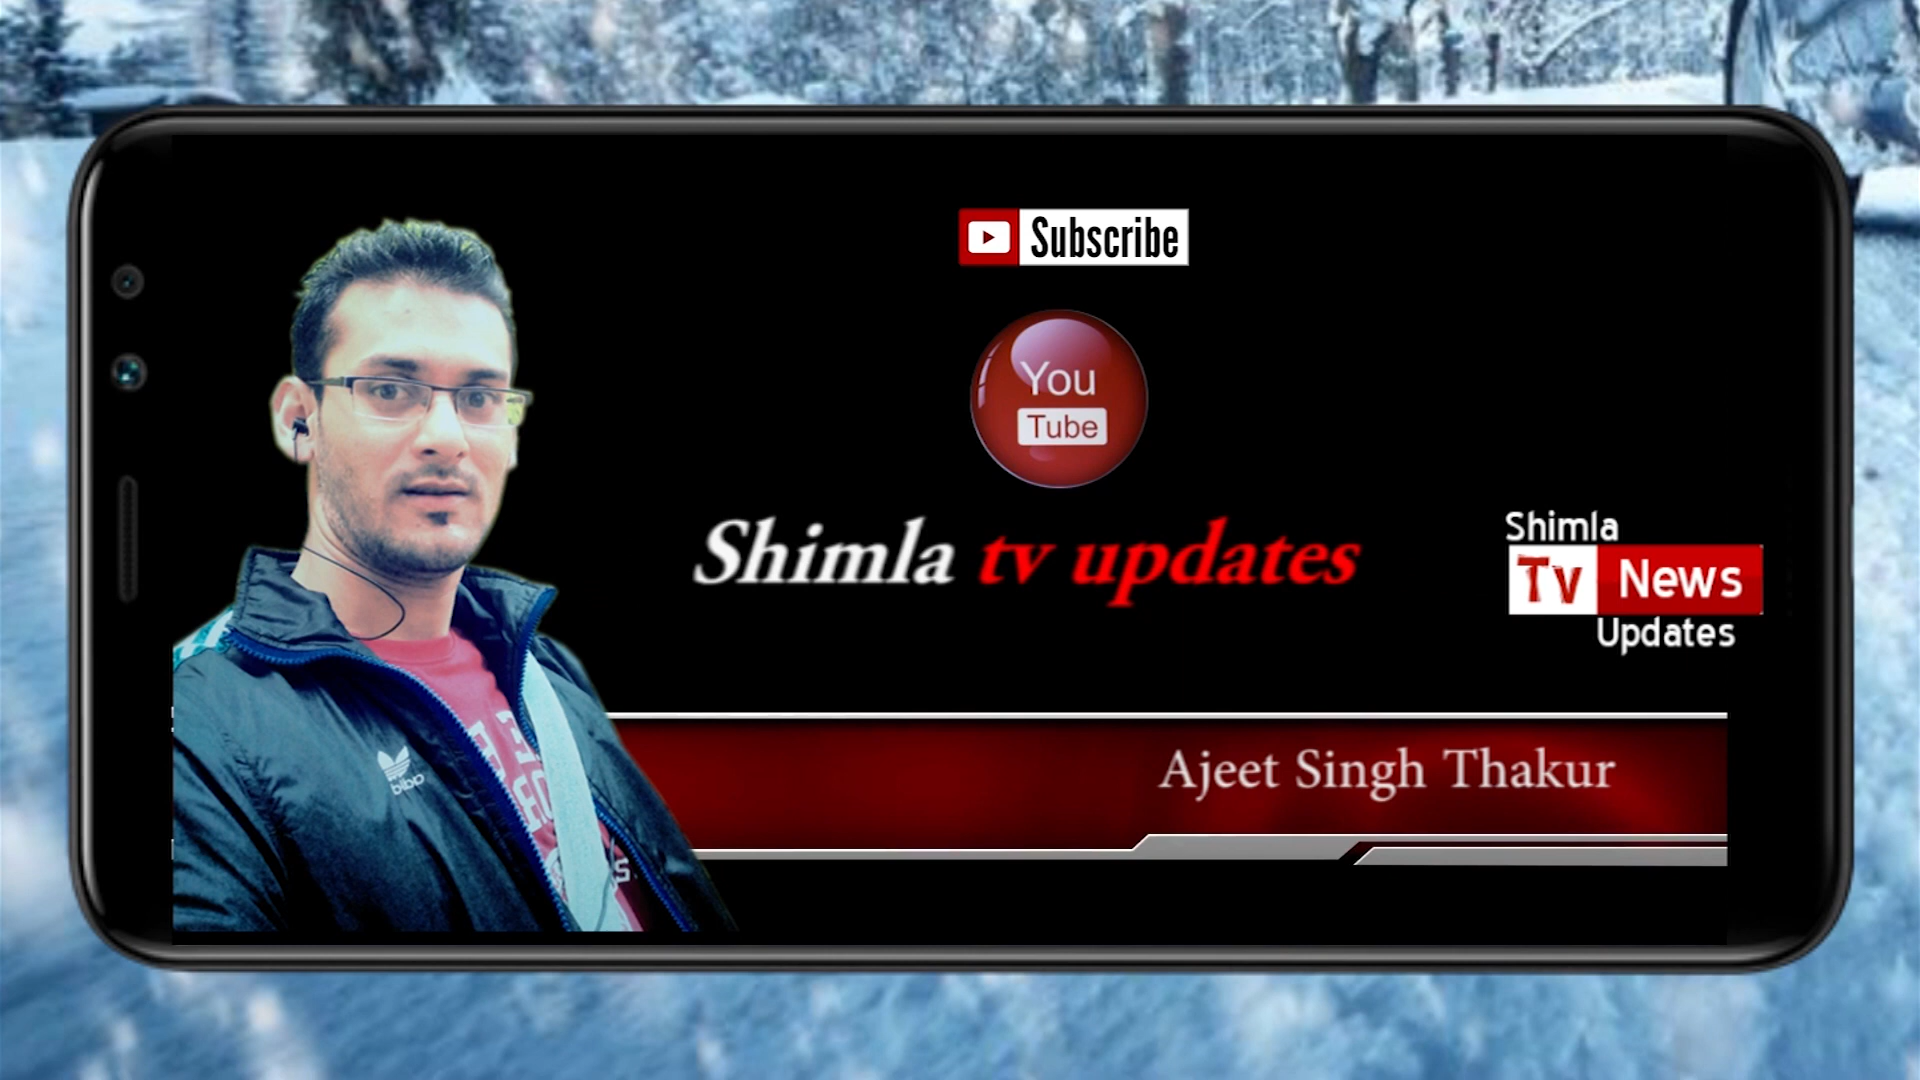 Subscribe
You
Tube
Shimla tv updates
Shimla
Tv News
Updates
Ajeet Singh Thakur